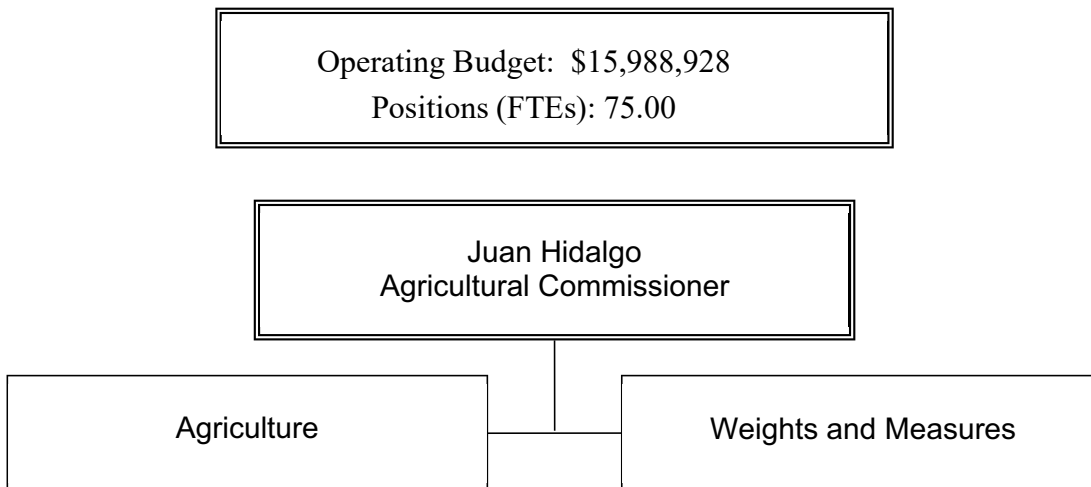 Operating Budget: $15,988,928
Positions (FTEs): 75.00
Juan Hidalgo
Agricultural Commissioner
Agriculture
Weights and Measures